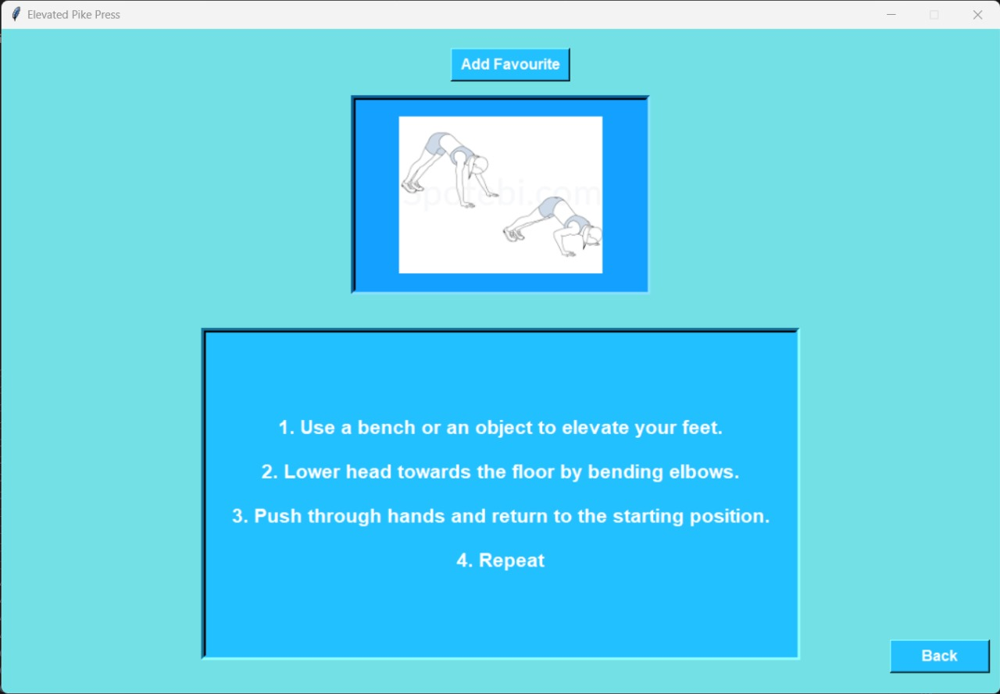 Elevated Pike Press
Add Favourite
spotebi.com
1. Use a bench or an object to elevate your feet.
2. Lower head towards the floor by bending elbows.
3. Push through hands and return to the starting position.
4. Repeat
Back